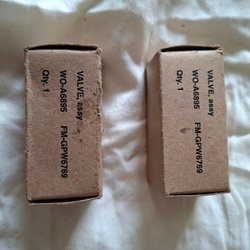 VALVE, assy
WO-A6895 FM-GPW6769
Qty. 1
VALVE, assy
WO-A6895 FM-GPW6769
Qty. 1